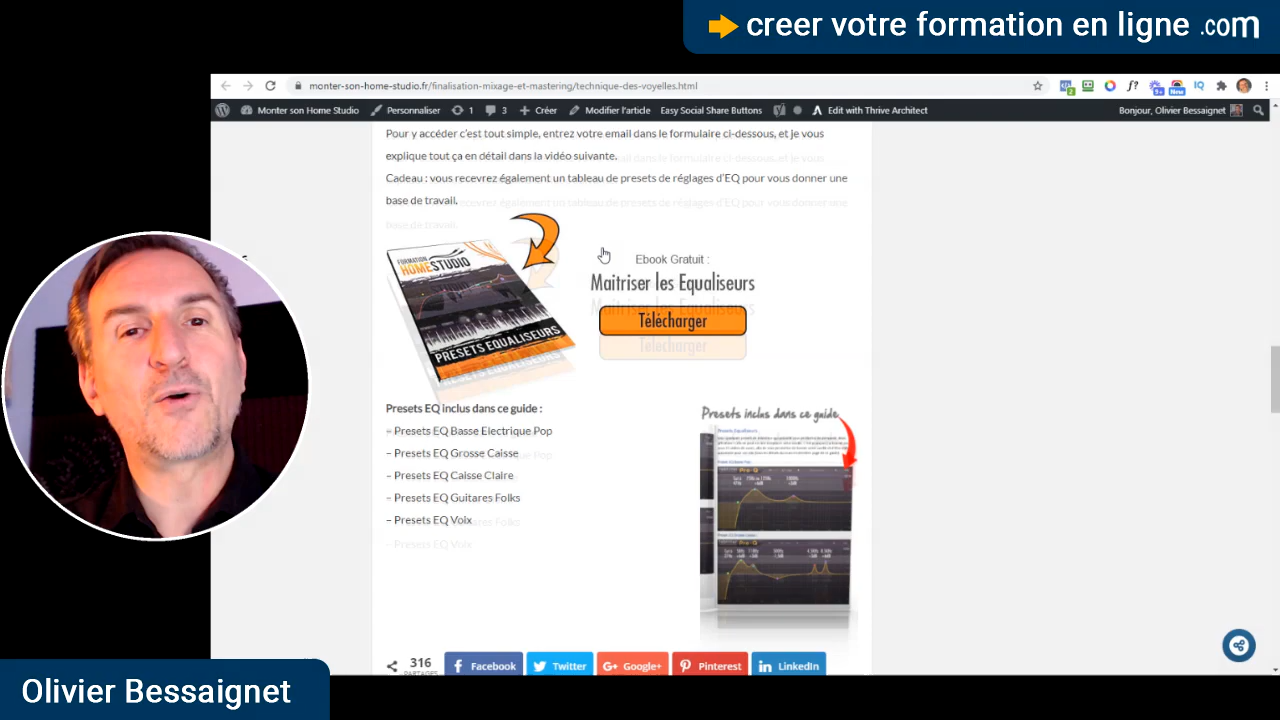 creer votre formation en ligne .com
monter-son-home-studio.fr/finalisation-mixage-et-mastering/technique-des-voyelles.html
Monter son Home Studio Personnaliser 1 3 Créer Modifier l'article Easy Social Share Buttons Edit with Thrive Architect Bonjour, Olivier Bessaignet
Pour y accéder c'est tout simple, entrez votre email dans le formulaire ci-dessous, et je vous
explique tout ça en détail dans la vidéo suivante.
Cadeau : vous recevrez également un tableau de presets de réglages d'EQ pour vous donner une
base de travail.
FORMATION
HOMESTUDIO
PRESETS EQUALISEURS
Ebook Gratuit :
Maitriser les Equaliseurs
Télécharger
Presets EQ inclus dans ce guide :
– Presets EQ Basse Electrique Pop
– Presets EQ Grosse Caisse
– Presets EQ Caisse Claire
– Presets EQ Guitares Folks
– Presets EQ Voix
Presets inclus dans ce guide
316
PARTAGES
Facebook
Twitter
Google+
Pinterest
LinkedIn
Olivier Bessaignet